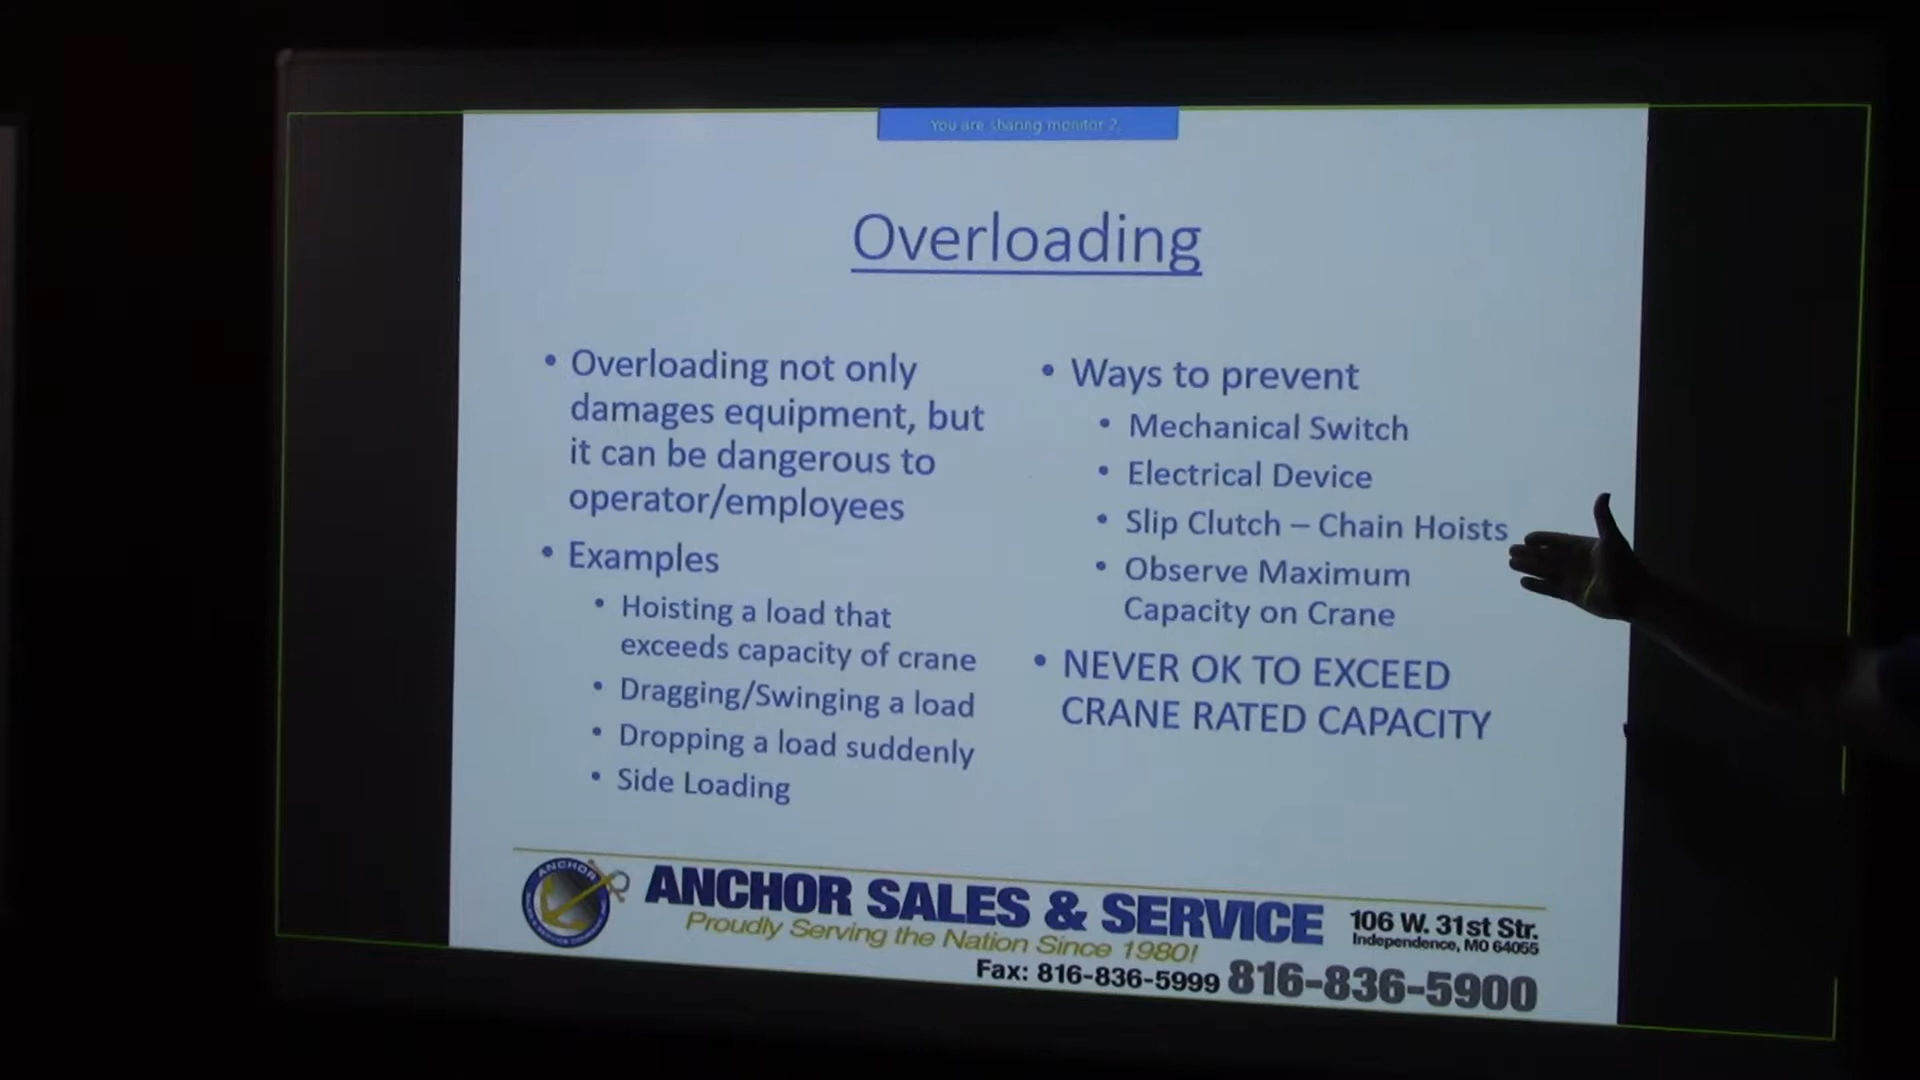 You are sharing monitor 2.
Overloading
• Overloading not only
damages equipment, but
it can be dangerous to
operator/employees
• Examples
• Hoisting a load that
exceeds capacity of crane
• Dragging/Swinging a load
• Dropping a load suddenly
• Side Loading
• Ways to prevent
• Mechanical Switch
• Electrical Device
• Slip Clutch – Chain Hoists
• Observe Maximum
Capacity on Crane
• NEVER OK TO EXCEED
CRANE RATED CAPACITY
ANCHOR
ANCHOR SALES & SERVICE
Proudly Serving the Nation Since 1980!
106 W. 31st Str.
Independence, MO 64055
Fax: 816-836-5999 816-836-5900